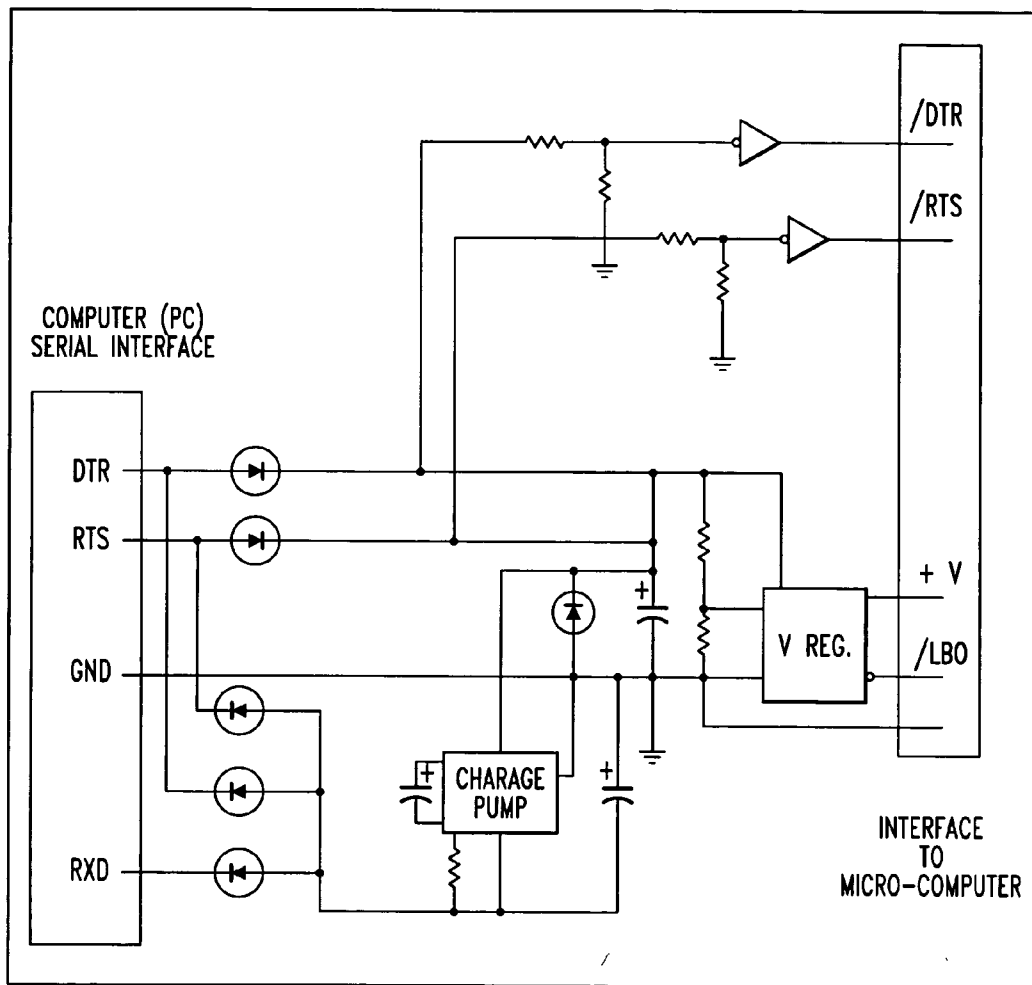 /DTR
/RTS
COMPUTER (PC)
SERIAL INTERFACE
DTR
RTS
GND
RXD
+
+
+
CHARAGE
PUMP
V REG.
+ V
/LBO
INTERFACE
TO
MICRO-COMPUTER